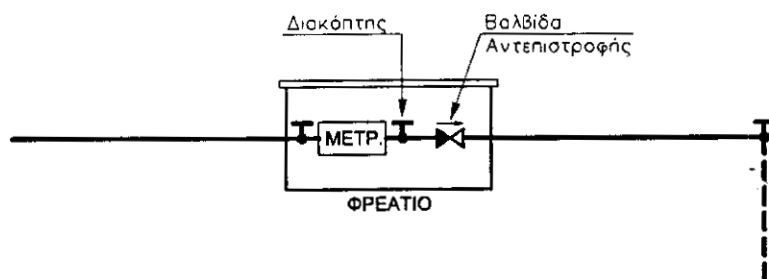 Διακόπτης
Βαλβίδα
Αντεπιστροφής
ΜΕΤΡ.
ΦΡΕΑΤΙΟ